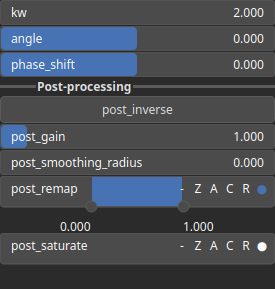 kw 2.000
angle 0.000
phase_shift 0.000
Post-processing
post_inverse
post_gain 1.000
post_smoothing_radius 0.000
post_remap - Z A C R
0.000 1.000
post_saturate - Z A C R